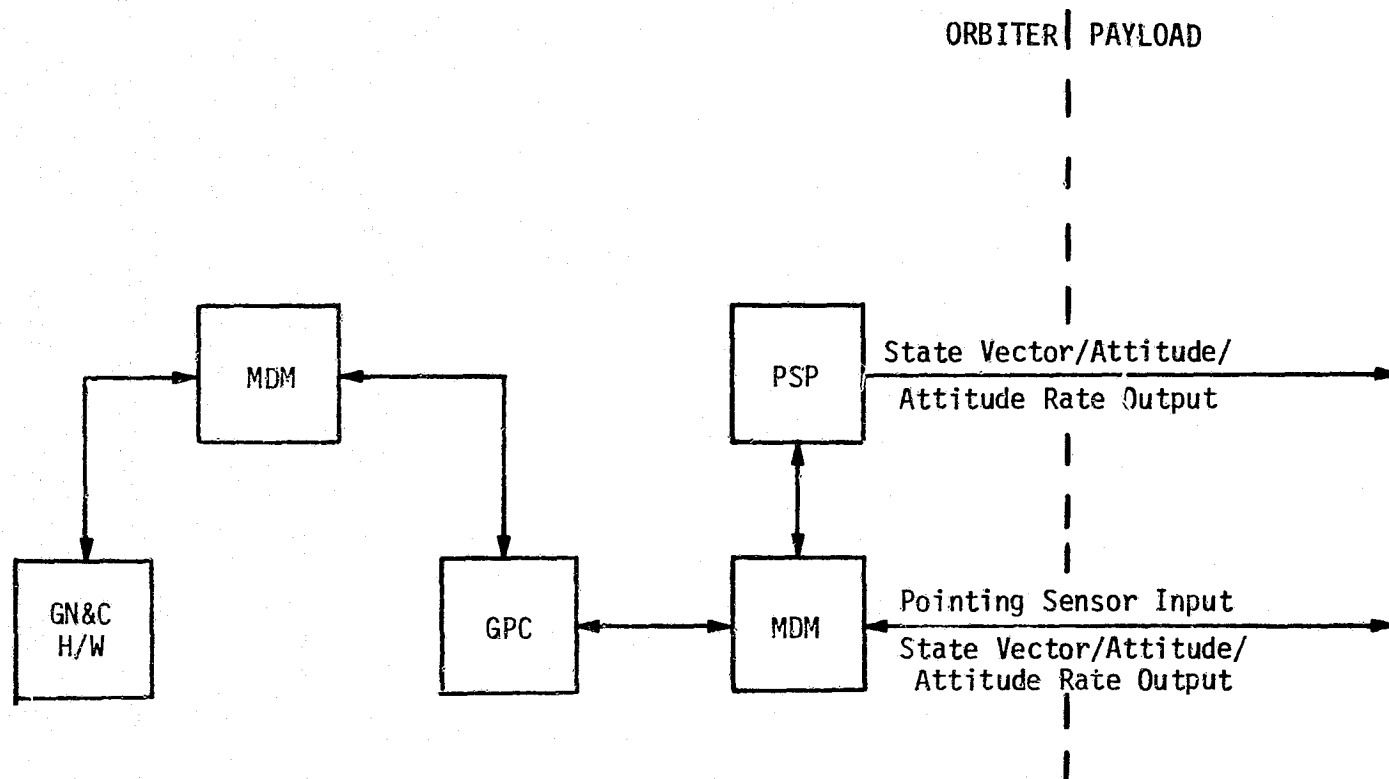 ORBITER PAYLOAD
MDM
PSP
State Vector/Attitude/
Attitude Rate Output
GN&C
H/W
GPC
MDM
Pointing Sensor Input
State Vector/Attitude/
Attitude Rate Output